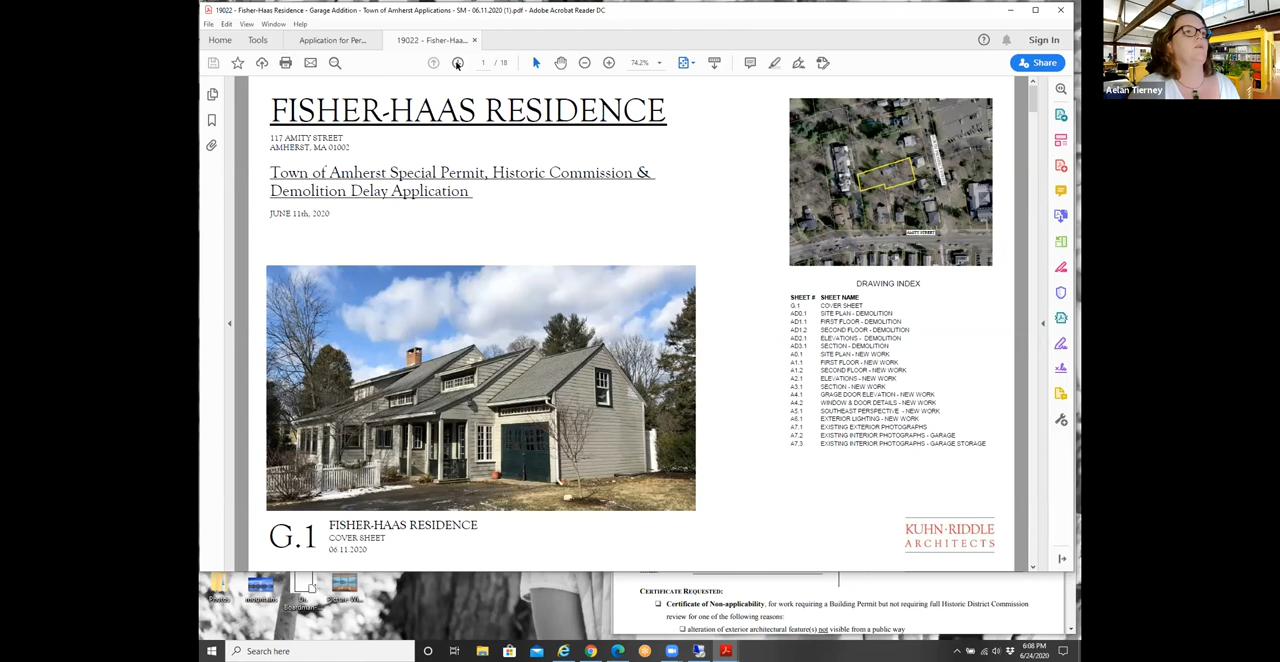 19022 - Fisher-Haas Residence - Garage Addition - Town of Amherst Applications - SM - 06.11.2020 (1).pdf - Adobe Acrobat Reader DC
File Edit View Window Help
Home Tools Application for Per... 19022 - Fisher-Haa... × Sign In
1 / 18 74.2% Share
Aelan Tierney
FISHER-HAAS RESIDENCE
117 AMITY STREET
AMHERST, MA 01002
Town of Amherst Special Permit, Historic Commission &
Demolition Delay Application
JUNE 11th, 2020
AMITY STREET
DRAWING INDEX
SHEET # SHEET NAME
G.1 COVER SHEET
AD0.1 SITE PLAN - DEMOLITION
AD1.1 FIRST FLOOR - DEMOLITION
AD1.2 SECOND FLOOR - DEMOLITION
AD2.1 ELEVATIONS - DEMOLITION
AD3.1 SECTION - DEMOLITION
A0.1 SITE PLAN - NEW WORK
A1.1 FIRST FLOOR - NEW WORK
A1.2 SECOND FLOOR - NEW WORK
A2.1 ELEVATIONS - NEW WORK
A3.1 SECTION - NEW WORK
A4.1 GRAGE DOOR ELEVATION - NEW WORK
A4.2 WINDOW & DOOR DETAILS - NEW WORK
A5.1 SOUTHEAST PERSPECTIVE - NEW WORK
A6.1 EXTERIOR LIGHTING - NEW WORK
A7.1 EXISTING EXTERIOR PHOTOGRAPHS
A7.2 EXISTING INTERIOR PHOTOGRAPHS - GARAGE
A7.3 EXISTING INTERIOR PHOTOGRAPHS - GARAGE STORAGE
G.1 FISHER-HAAS RESIDENCE
COVER SHEET
06.11.2020
KUHN·RIDDLE
ARCHITECTS
Photos mountains Dr. Boardman-... Picture- Wi...
CERTIFICATE REQUESTED:
Certificate of Non-applicability, for work requiring a Building Permit but not requiring full Historic District Commission
review for one of the following reasons:
alteration of exterior architectural feature(s) not visible from a public way
Search here
6:08 PM
6/24/2020